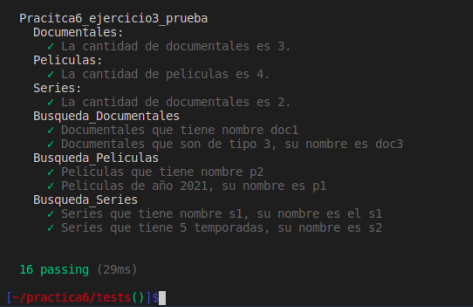 Pracitca6_ejercicio3_prueba
Documentales:
✓ La cantidad de documentales es 3.
Peliculas:
✓ La cantidad de peliculas es 4.
Series:
✓ La cantidad de documentales es 2.
Busqueda_Documentales
✓ Documentales que tiene nombre doc1
✓ Documentales que son de tipo 3, su nombre es doc3
Busqueda_Peliculas
✓ Peliculas que tiene nombre p2
✓ Peliculas de año 2021, su nombre es p1
Busqueda_Series
✓ Series que tiene nombre s1, su nombre es el s1
✓ Series que tiene 5 temporadas, su nombre es s2
16 passing (29ms)
[~/practica6/tests()]$